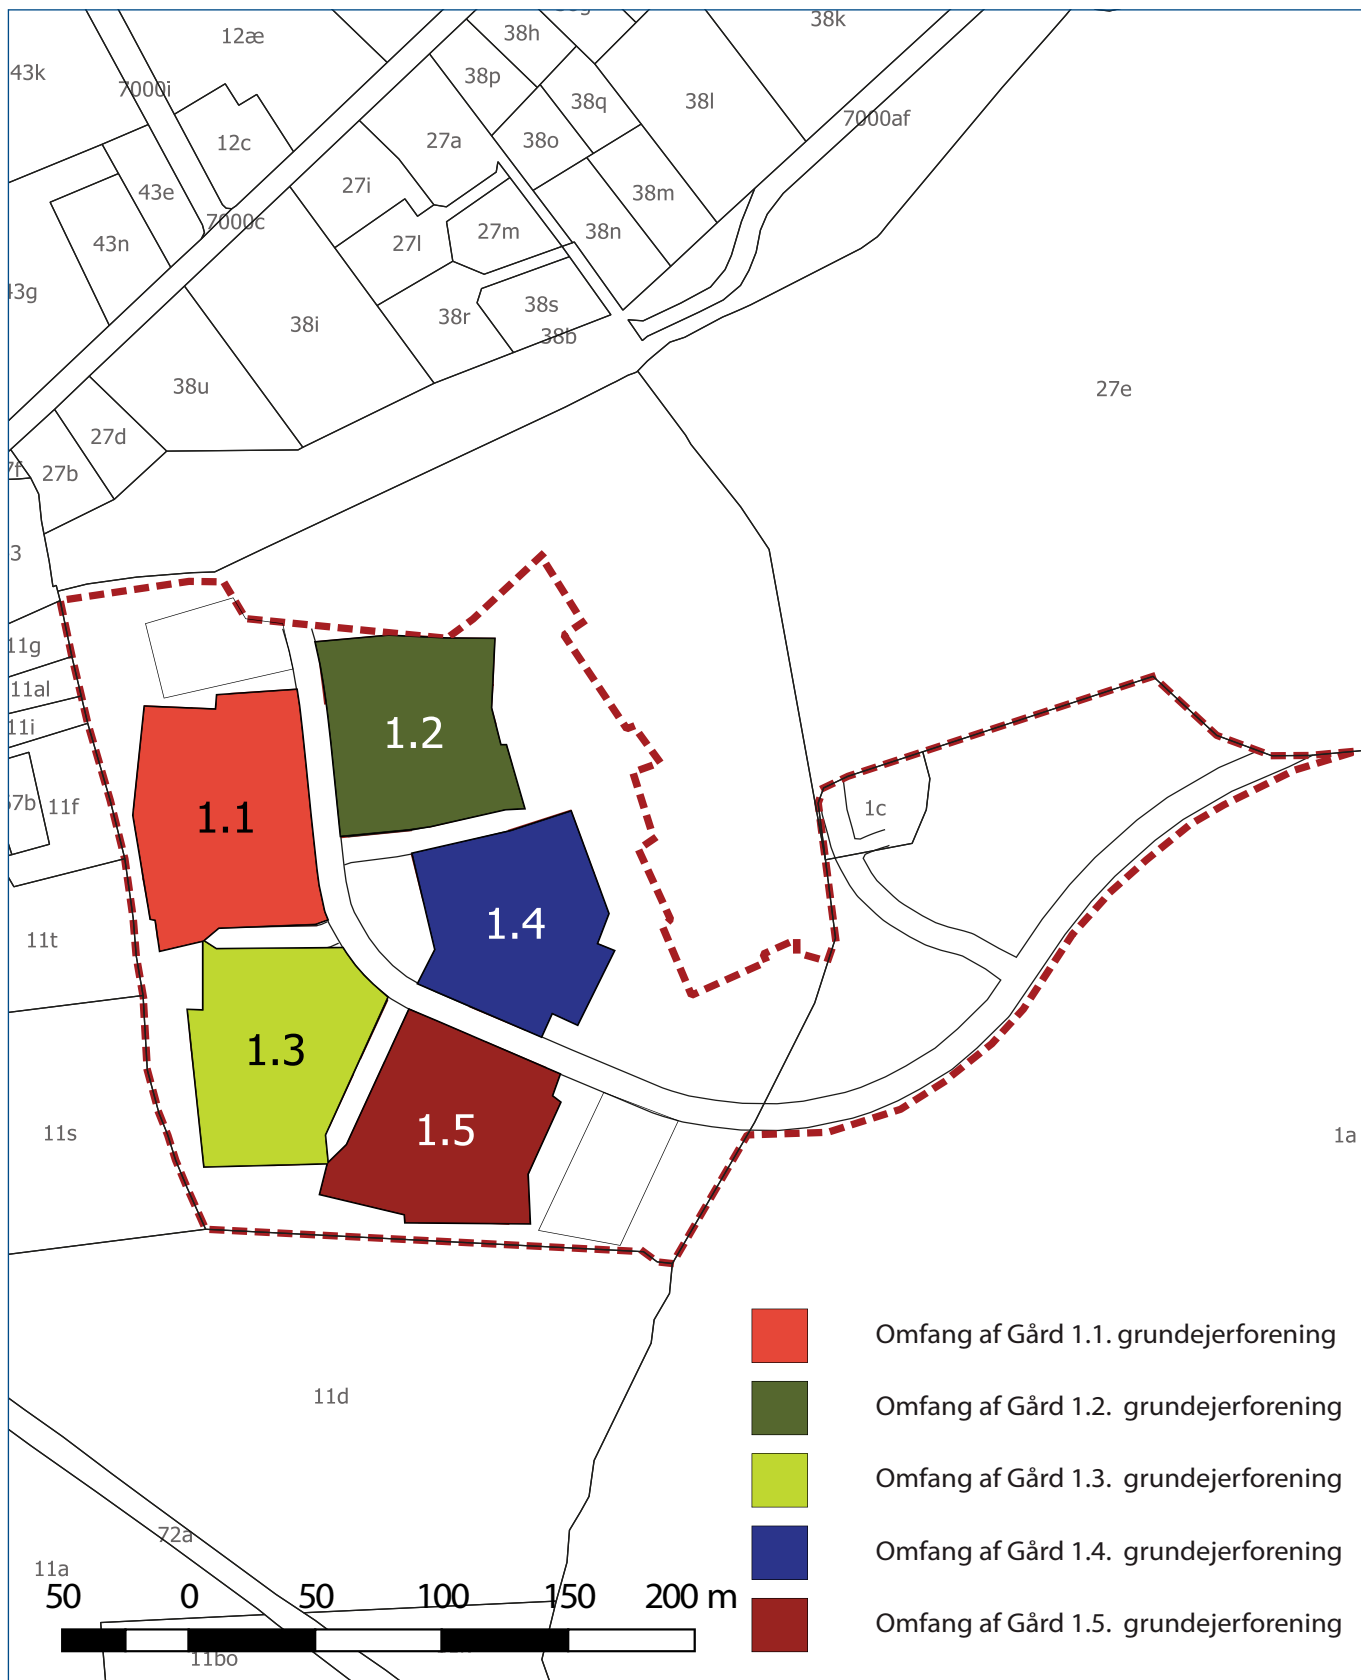 38k
12æ
38h
43k
38p
7000i
38q
38l
7000af
12c
27a
38o
27i
43e
38m
7000c
27l
27m
38n
43n
43g
38s
38r
38i
38b
38u
27e
27d
27b
7f
3
11g
11al
11i
1.2
57b
11f
1c
1.1
1.4
11t
1.3
1.5
11s
1a
Omfang af Gård 1.1. grundejerforening
11d
Omfang af Gård 1.2. grundejerforening
Omfang af Gård 1.3. grundejerforening
72a
Omfang af Gård 1.4. grundejerforening
11a
50 0 50 100 150 200 m
Omfang af Gård 1.5. grundejerforening
11bo